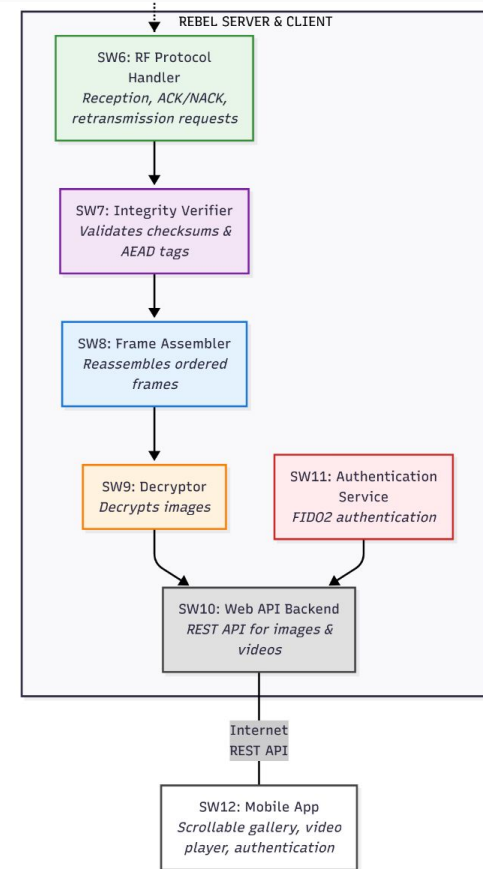 REBEL SERVER & CLIENT
SW6: RF Protocol
Handler
Reception, ACK/NACK,
retransmission requests
SW7: Integrity Verifier
Validates checksums &
AEAD tags
SW8: Frame Assembler
Reassembles ordered
frames
SW9: Decryptor
Decrypts images
SW11: Authentication
Service
FIDO2 authentication
SW10: Web API Backend
REST API for images &
videos
Internet
REST API
SW12: Mobile App
Scrollable gallery, video
player, authentication